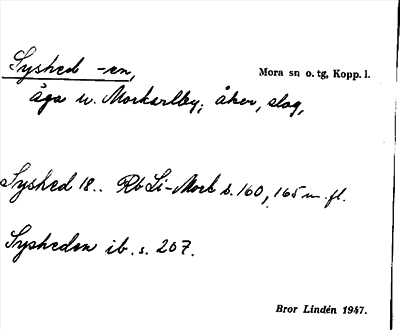 Syshed -en,
Mora sn o. tg, Kopp. l.
äga w. Morkarlby; åker, slog,
Syshed 18.. Rb Li-Morb s. 160, 165 m. fl.
Sysheden ib. s. 207.
Bror Lindén 1947.